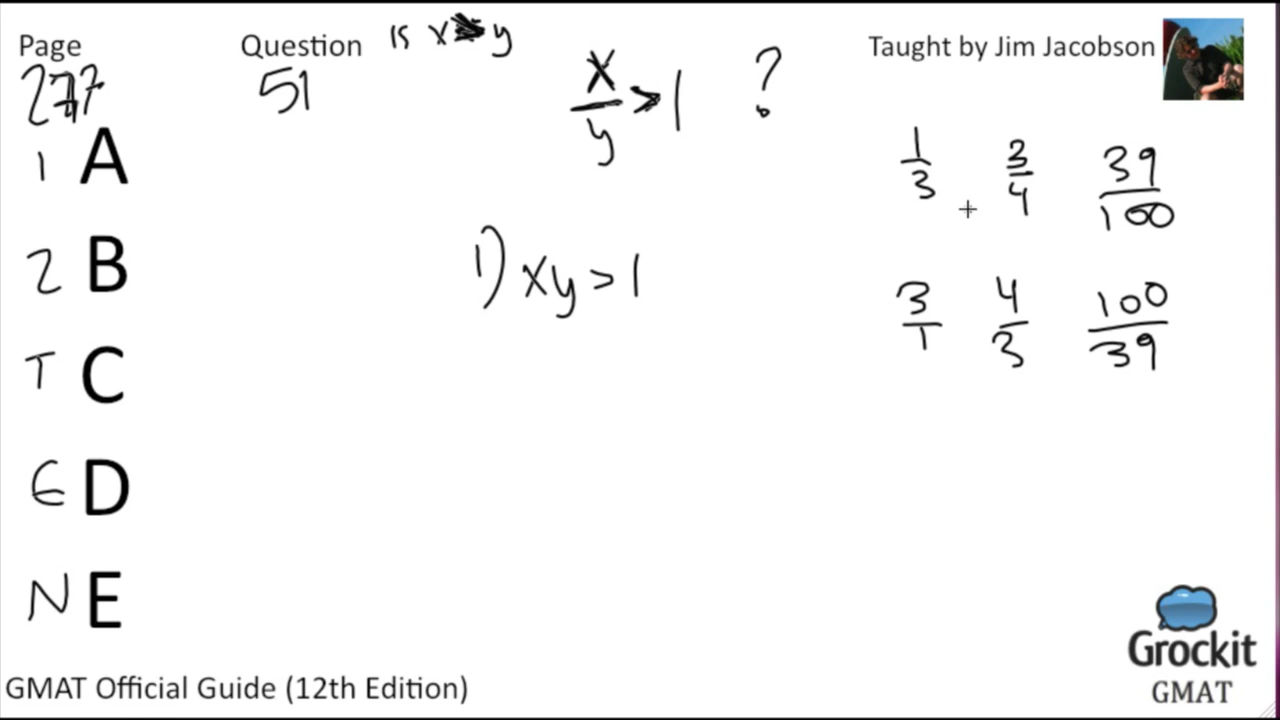 Page Question is x > y Taught by Jim Jacobson
277 51 x/y > 1 ?
1 A 1/3 3/4 39/100
2 B 1) xy > 1
3/1 4/3 100/39
T C
E D
N E
Grockit
GMAT
GMAT Official Guide (12th Edition)